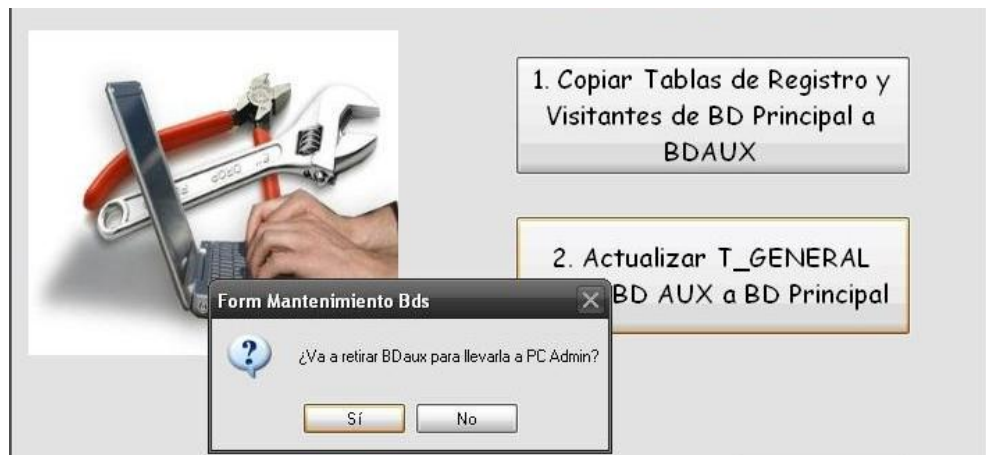 1. Copiar Tablas de Registro y
Visitantes de BD Principal a
BDAUX
2. Actualizar T_GENERAL
BD AUX a BD Principal
Form Mantenimiento Bds
¿Va a retirar BDaux para llevarla a PC Admin?
Sí
No